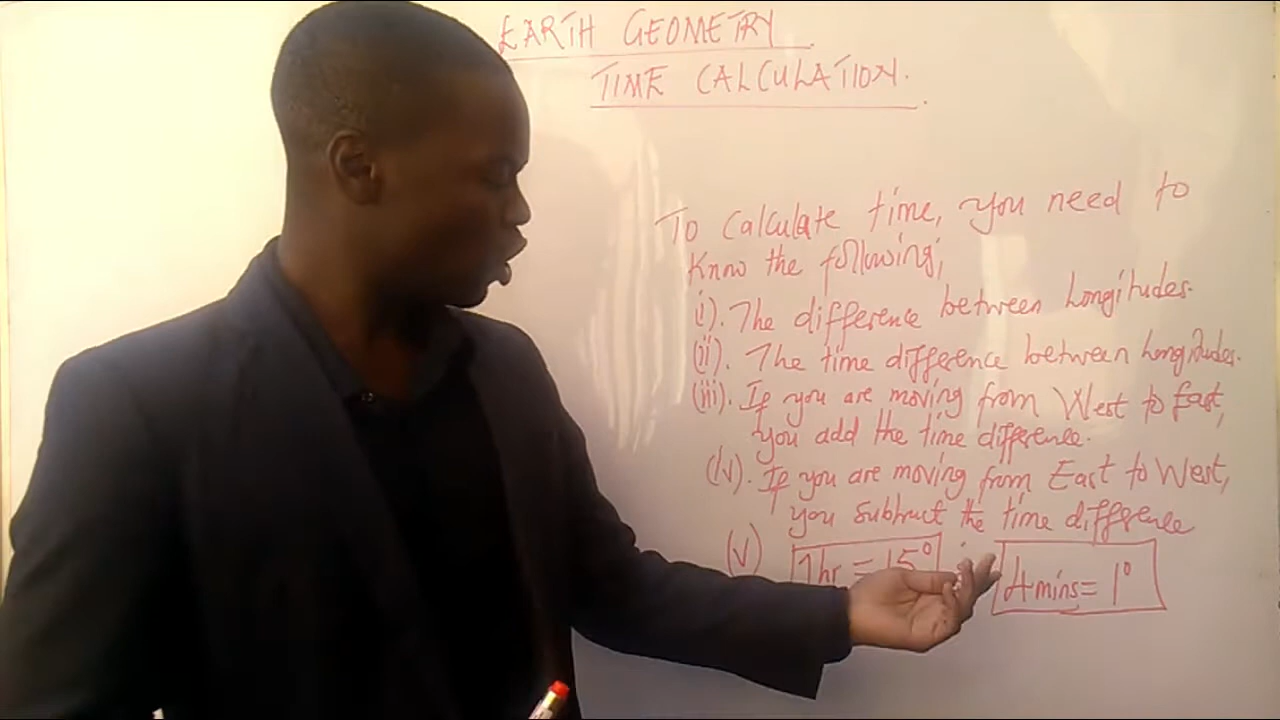 EARTH GEOMETRY.
TIME CALCULATION.
To Calculate time, you need to
Know the following;
i). The difference between Longitudes.
(ii). The time difference between Longitudes.
(iii). If you are moving from West to East,
you add the time difference.
(iv). If you are moving from East to West,
you Subtract the time difference
(v) 1hr = 15° 4mins = 1°